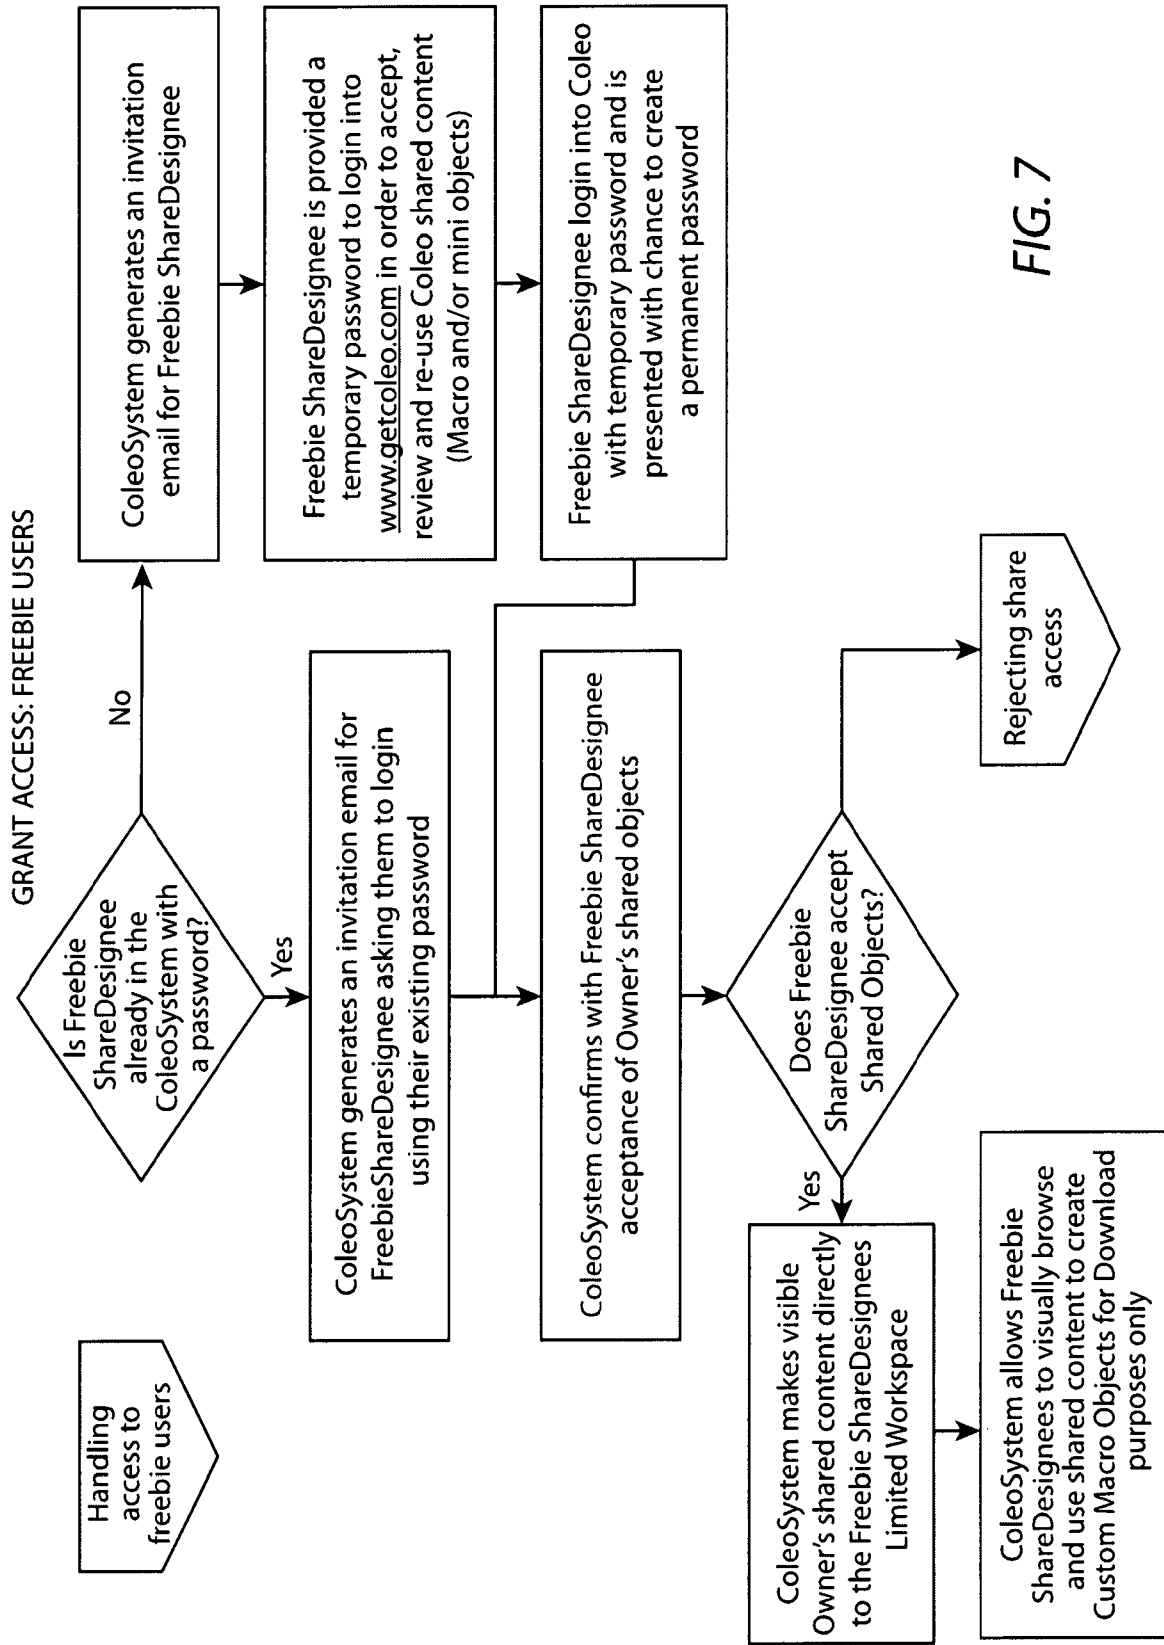 GRANT ACCESS: FREEBIE USERS
Handling
access to
freebie users
Is Freebie
ShareDesignee
already in the
ColeoSystem with
a password?
No
Yes
ColeoSystem generates an invitation
email for Freebie ShareDesignee
Freebie ShareDesignee is provided a
temporary password to login into
www.getcoleo.com in order to accept,
review and re-use Coleo shared content
(Macro and/or mini objects)
Freebie ShareDesignee login into Coleo
with temporary password and is
presented with chance to create
a permanent password
ColeoSystem generates an invitation email for
FreebieShareDesignee asking them to login
using their existing password
ColeoSystem confirms with Freebie ShareDesignee
acceptance of Owner's shared objects
Does Freebie
ShareDesignee accept
Shared Objects?
Yes
Rejecting share
access
ColeoSystem makes visible
Owner's shared content directly
to the Freebie ShareDesignees
Limited Workspace
ColeoSystem allows Freebie
ShareDesignees to visually browse
and use shared content to create
Custom Macro Objects for Download
purposes only
FIG. 7